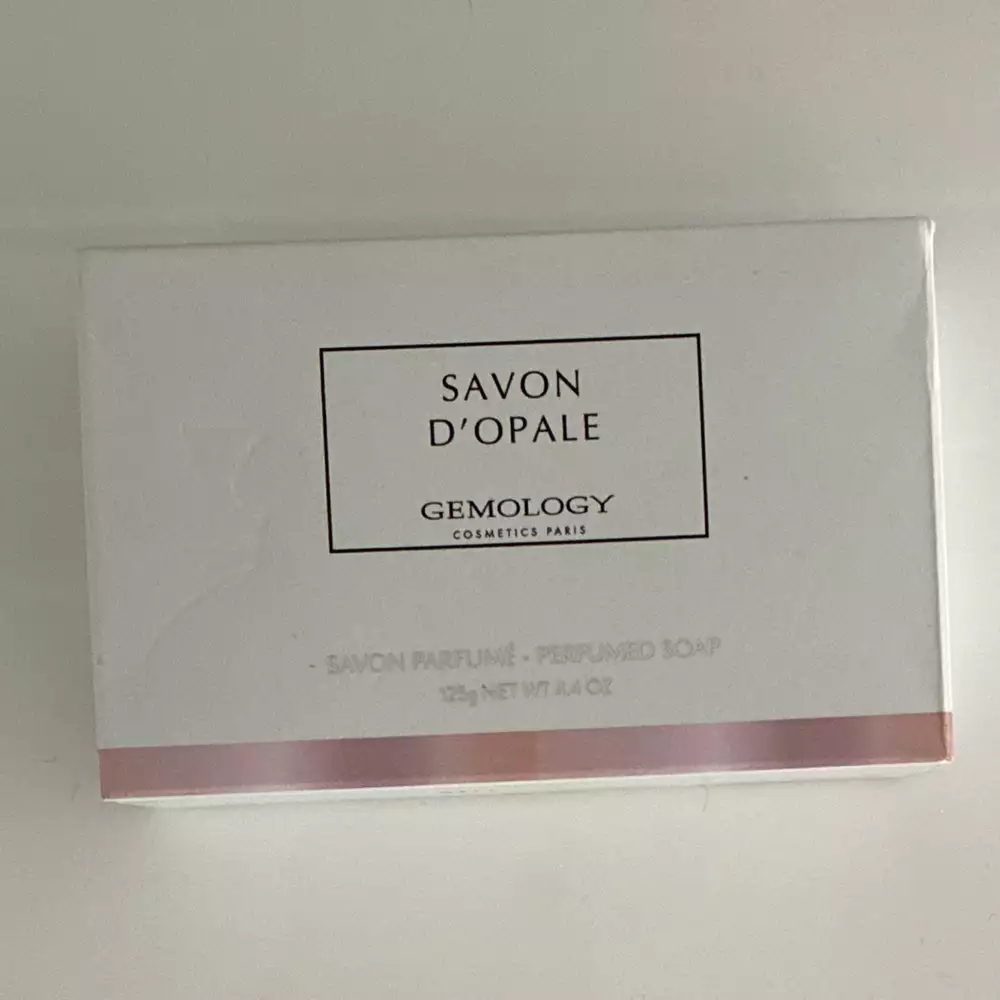 SAVON
D'OPALE
GEMOLOGY
COSMETICS PARIS
SAVON PARFUMÉ - PERFUMED SOAP
125g NET WT 4.4 OZ